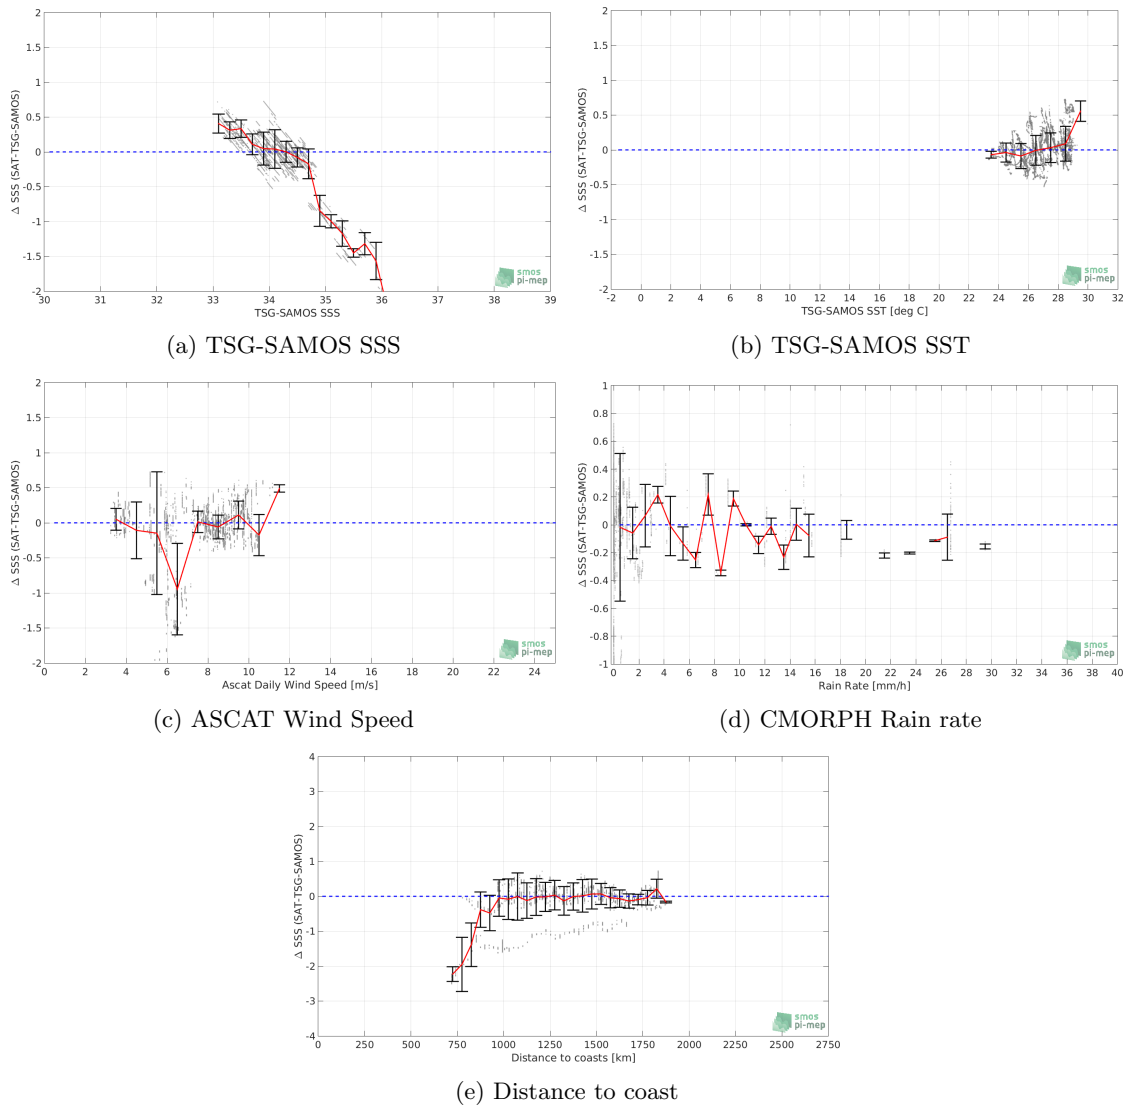 2
1.5
1
0.5
0
-0.5
-1
-1.5
-2
Δ SSS (SAT-TSG-SAMOS)
30 31 32 33 34 35 36 37 38 39
TSG-SAMOS SSS
smos
pi-mep
(a) TSG-SAMOS SSS
2
1.5
1
0.5
0
-0.5
-1
-1.5
-2
Δ SSS (SAT-TSG-SAMOS)
-2 0 2 4 6 8 10 12 14 16 18 20 22 24 26 28 30 32
TSG-SAMOS SST [deg C]
smos
pi-mep
(b) TSG-SAMOS SST
2
1.5
1
0.5
0
-0.5
-1
-1.5
-2
Δ SSS (SAT-TSG-SAMOS)
0 2 4 6 8 10 12 14 16 18 20 22 24
Ascat Daily Wind Speed [m/s]
smos
pi-mep
(c) ASCAT Wind Speed
1
0.8
0.6
0.4
0.2
0
-0.2
-0.4
-0.6
-0.8
-1
Δ SSS (SAT-TSG-SAMOS)
0 2 4 6 8 10 12 14 16 18 20 22 24 26 28 30 32 34 36 38 40
Rain Rate [mm/h]
smos
pi-mep
(d) CMORPH Rain rate
4
3
2
1
0
-1
-2
-3
-4
Δ SSS (SAT-TSG-SAMOS)
0 250 500 750 1000 1250 1500 1750 2000 2250 2500 2750
Distance to coasts [km]
smos
pi-mep
(e) Distance to coast